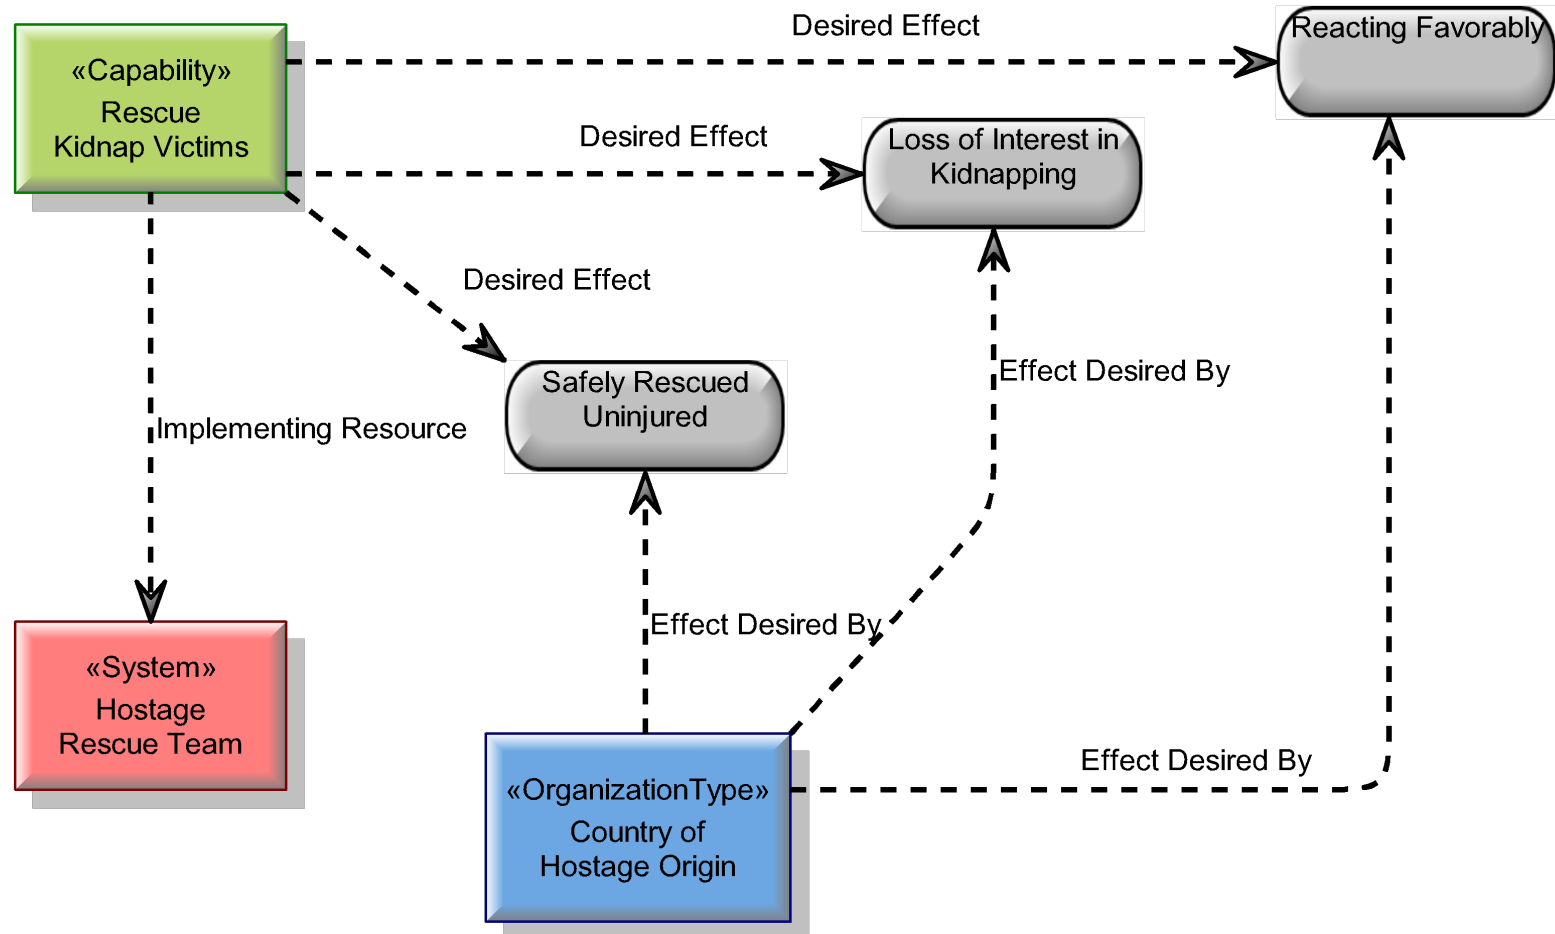 Desired Effect
Reacting Favorably
«Capability»
Rescue
Kidnap Victims
Desired Effect
Loss of Interest in
Kidnapping
Desired Effect
Safely Rescued
Uninjured
Effect Desired By
Implementing Resource
Effect Desired By
«System»
Hostage
Rescue Team
Effect Desired By
«OrganizationType»
Country of
Hostage Origin